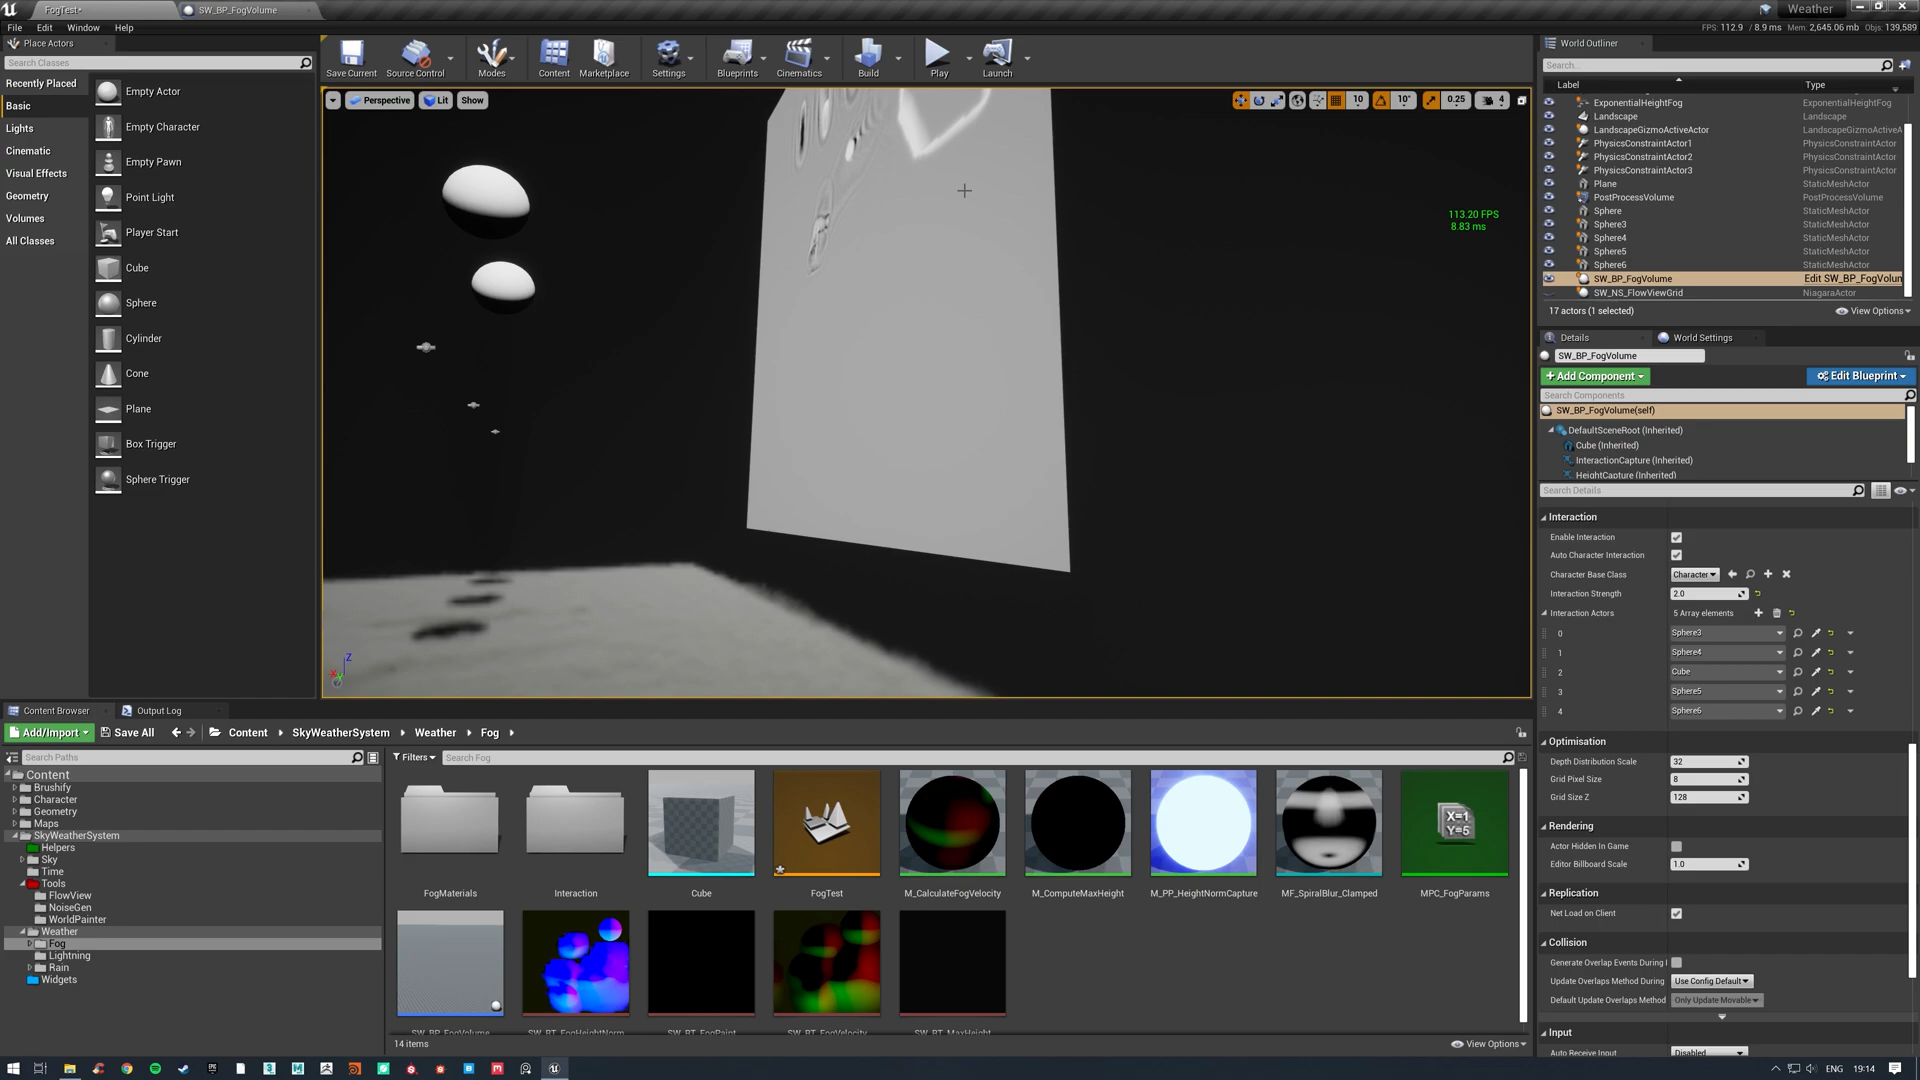 FogTest*
SW_BP_FogVolume
Weather
File Edit Window Help
FPS: 112.9 / 8.9 ms Mem: 2,645.06 mb Objs: 139,589
Place Actors
Search Classes
Recently Placed
Basic
Lights
Cinematic
Visual Effects
Geometry
Volumes
All Classes
Empty Actor
Empty Character
Empty Pawn
Point Light
Player Start
Cube
Sphere
Cylinder
Cone
Plane
Box Trigger
Sphere Trigger
Save Current Source Control Modes Content Marketplace Settings Blueprints Cinematics Build Play Launch
Perspective Lit Show
10 10° 0.25 4
113.20 FPS
8.83 ms
Z
World Outliner
Search...
Label Type
ExponentialHeightFog ExponentialHeightFog
Landscape Landscape
LandscapeGizmoActiveActor LandscapeGizmoActiveA
PhysicsConstraintActor1 PhysicsConstraintActor
PhysicsConstraintActor2 PhysicsConstraintActor
PhysicsConstraintActor3 PhysicsConstraintActor
Plane StaticMeshActor
PostProcessVolume PostProcessVolume
Sphere StaticMeshActor
Sphere3 StaticMeshActor
Sphere4 StaticMeshActor
Sphere5 StaticMeshActor
Sphere6 StaticMeshActor
SW_BP_FogVolume Edit SW_BP_FogVolum
SW_NS_FlowViewGrid NiagaraActor
17 actors (1 selected) View Options
Details World Settings
SW_BP_FogVolume
Add Component Edit Blueprint
Search Components
SW_BP_FogVolume(self)
DefaultSceneRoot (Inherited)
Cube (Inherited)
InteractionCapture (Inherited)
HeightCapture (Inherited)
Search Details
Interaction
Enable Interaction
Auto Character Interaction
Character Base Class Character
Interaction Strength 2.0
Interaction Actors 5 Array elements
0 Sphere3
1 Sphere4
2 Cube
3 Sphere5
4 Sphere6
Optimisation
Depth Distribution Scale 32
Grid Pixel Size 8
Grid Size Z 128
Rendering
Actor Hidden In Game
Editor Billboard Scale 1.0
Replication
Net Load on Client
Collision
Generate Overlap Events During
Update Overlaps Method During Use Config Default
Default Update Overlaps Method Only Update Movable
Input
Auto Receive Input Disabled
Content Browser Output Log
Add/Import Save All Content SkyWeatherSystem Weather Fog
Search Paths
Filters Search Fog
Content
Brushify
Character
Geometry
Maps
SkyWeatherSystem
Helpers
Sky
Time
Tools
FlowView
NoiseGen
WorldPainter
Weather
Fog
Lightning
Rain
Widgets
X=1
Y=5
FogMaterials Interaction Cube FogTest M_CalculateFogVelocity M_ComputeMaxHeight M_PP_HeightNormCapture MF_SpiralBlur_Clamped MPC_FogParams
SW_BP_FogVolume SW_RT_FogHeightNorm SW_RT_FogPaint SW_RT_FogVelocity SW_RT_MaxHeight
14 items View Options
ENG 19:14